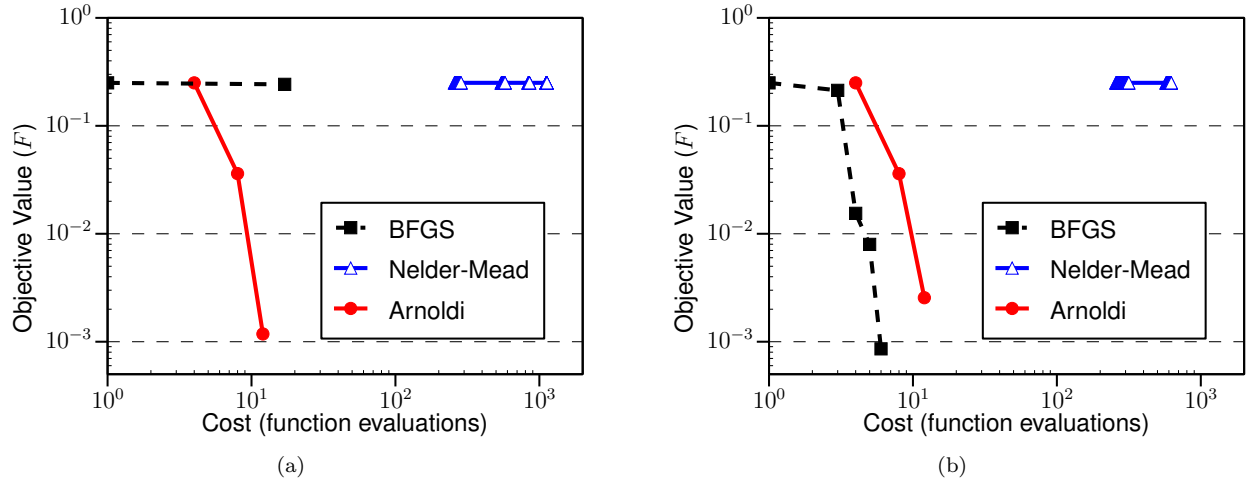 10^0
10^-1
10^-2
10^-3
Objective Value (F)
BFGS
Nelder-Mead
Arnoldi
10^0 10^1 10^2 10^3
Cost (function evaluations)
(a)
10^0
10^-1
10^-2
10^-3
Objective Value (F)
BFGS
Nelder-Mead
Arnoldi
10^0 10^1 10^2 10^3
Cost (function evaluations)
(b)